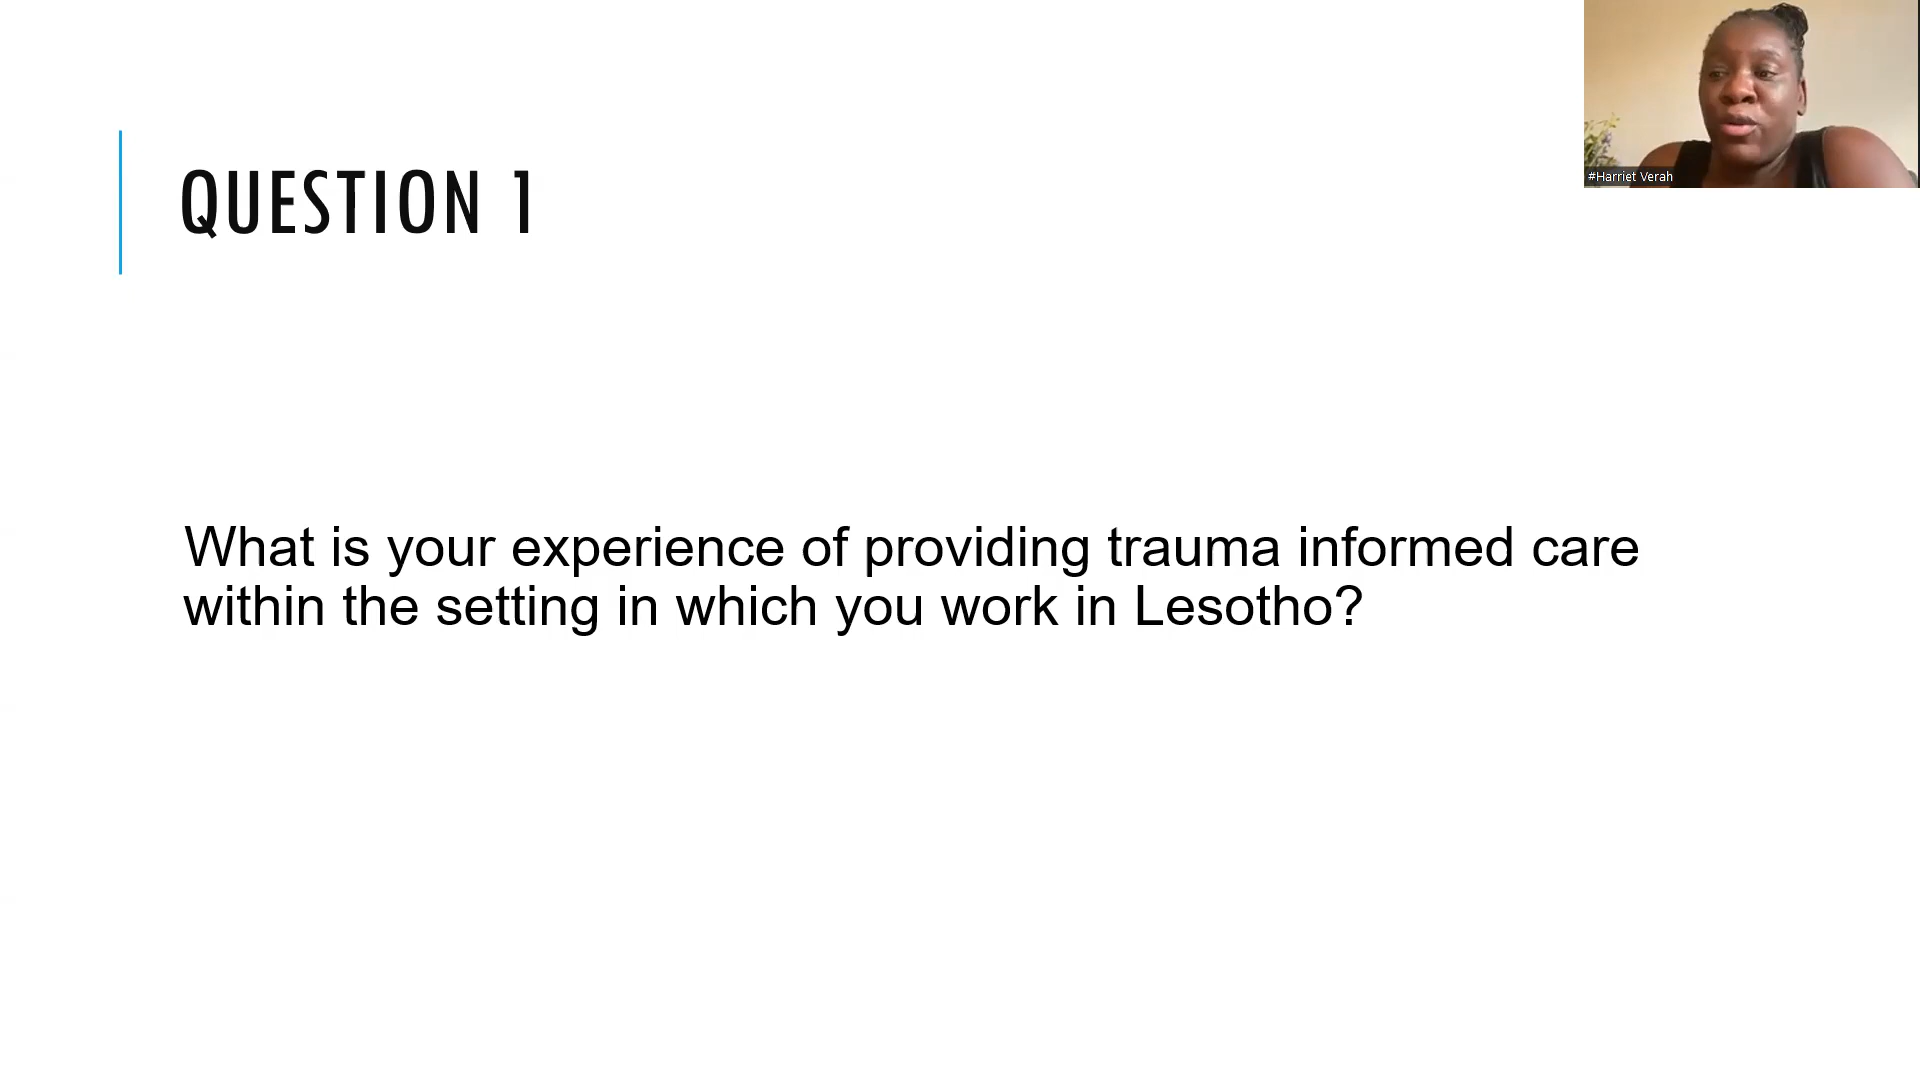 QUESTION 1
#Harriet Verah
What is your experience of providing trauma informed care
within the setting in which you work in Lesotho?